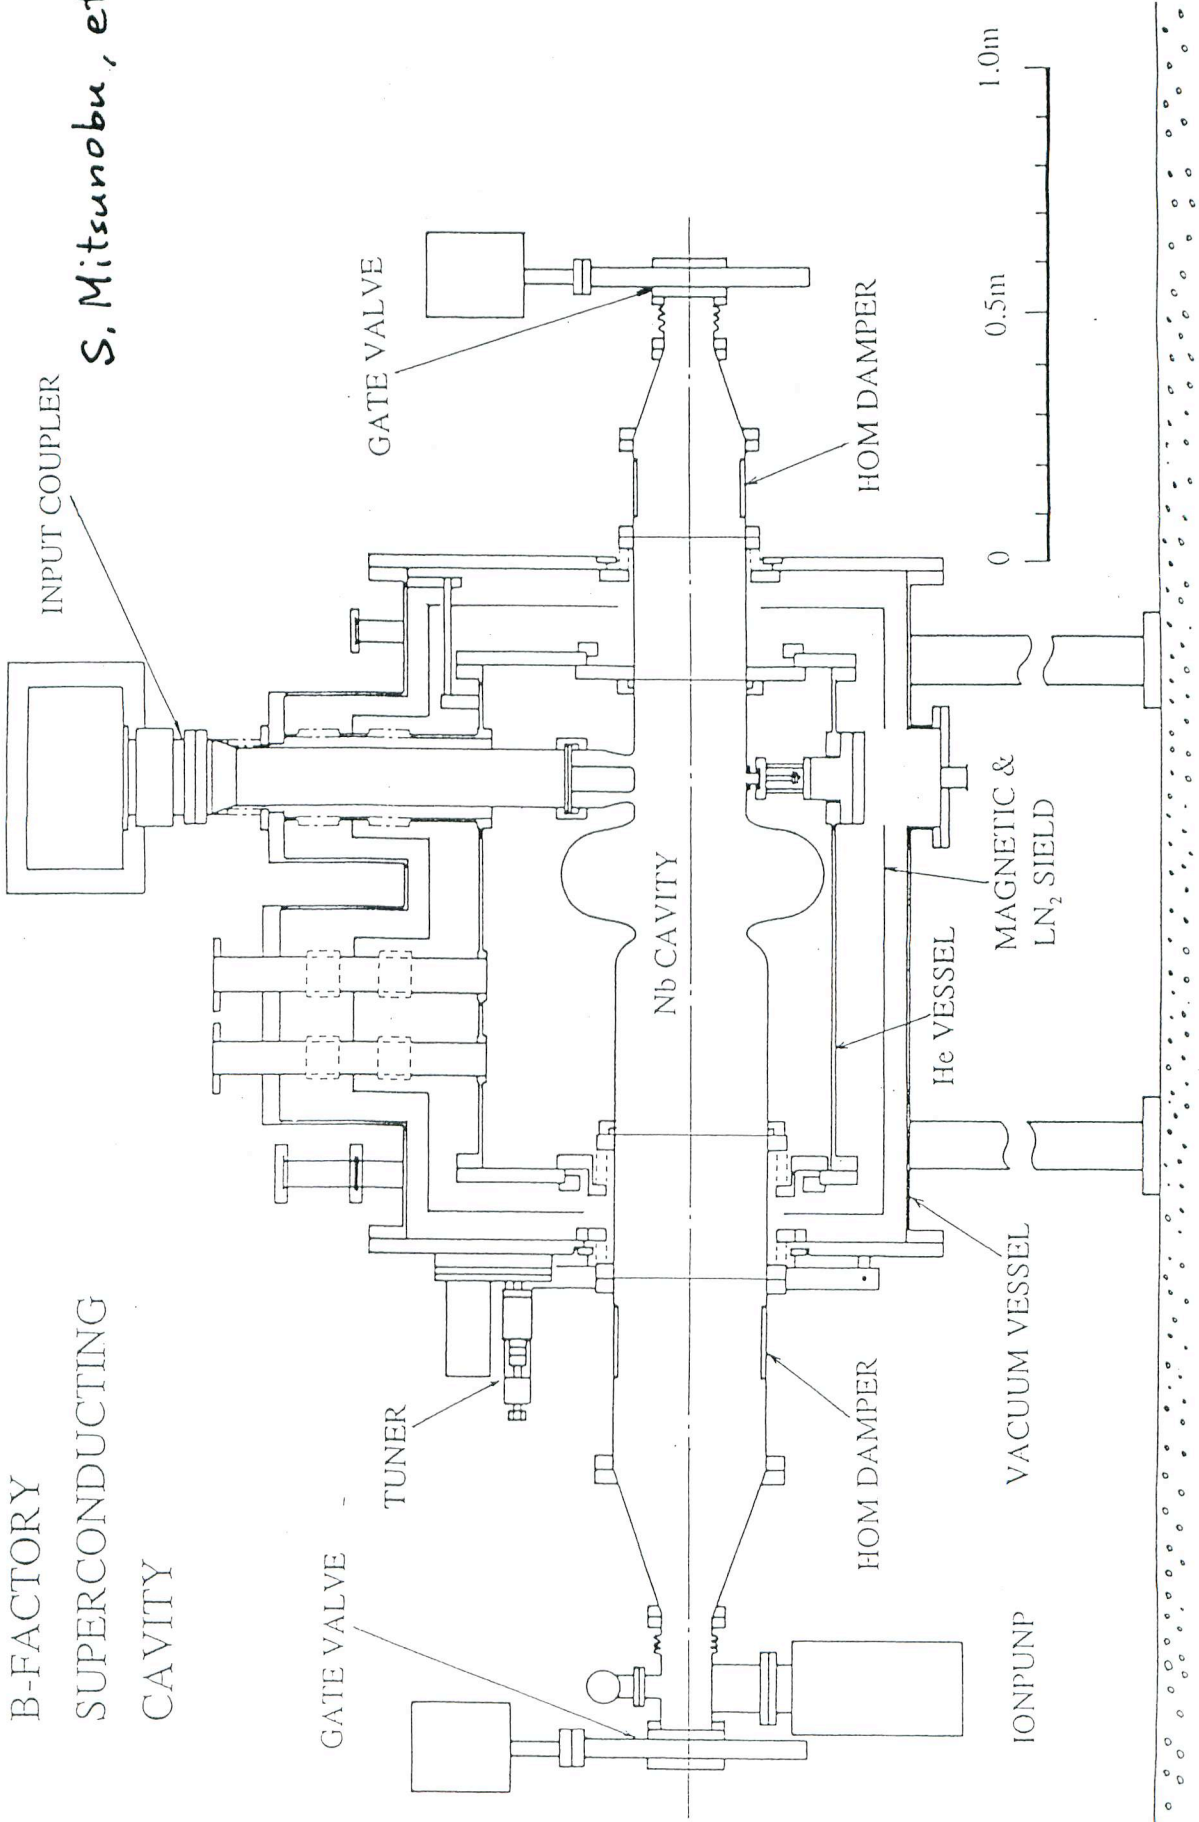 B-FACTORY
SUPERCONDUCTING
CAVITY
S. Mitsunobu,
INPUT COUPLER
GATE VALVE
GATE VALVE
TUNER
Nb CAVITY
HOM DAMPER
HOM DAMPER
He VESSEL
MAGNETIC &
LN₂ SIELD
VACUUM VESSEL
IONPUNP
0
0.5m
1.0m